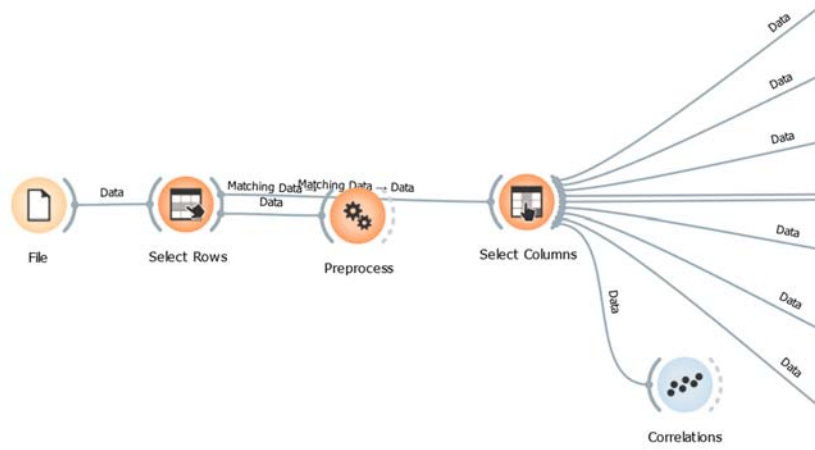 Data
Data
Data
Data
Matching Data →
Matching Data → Data
Data
File
Select Rows
Preprocess
Select Columns
Data
Data
Data
Data
Correlations